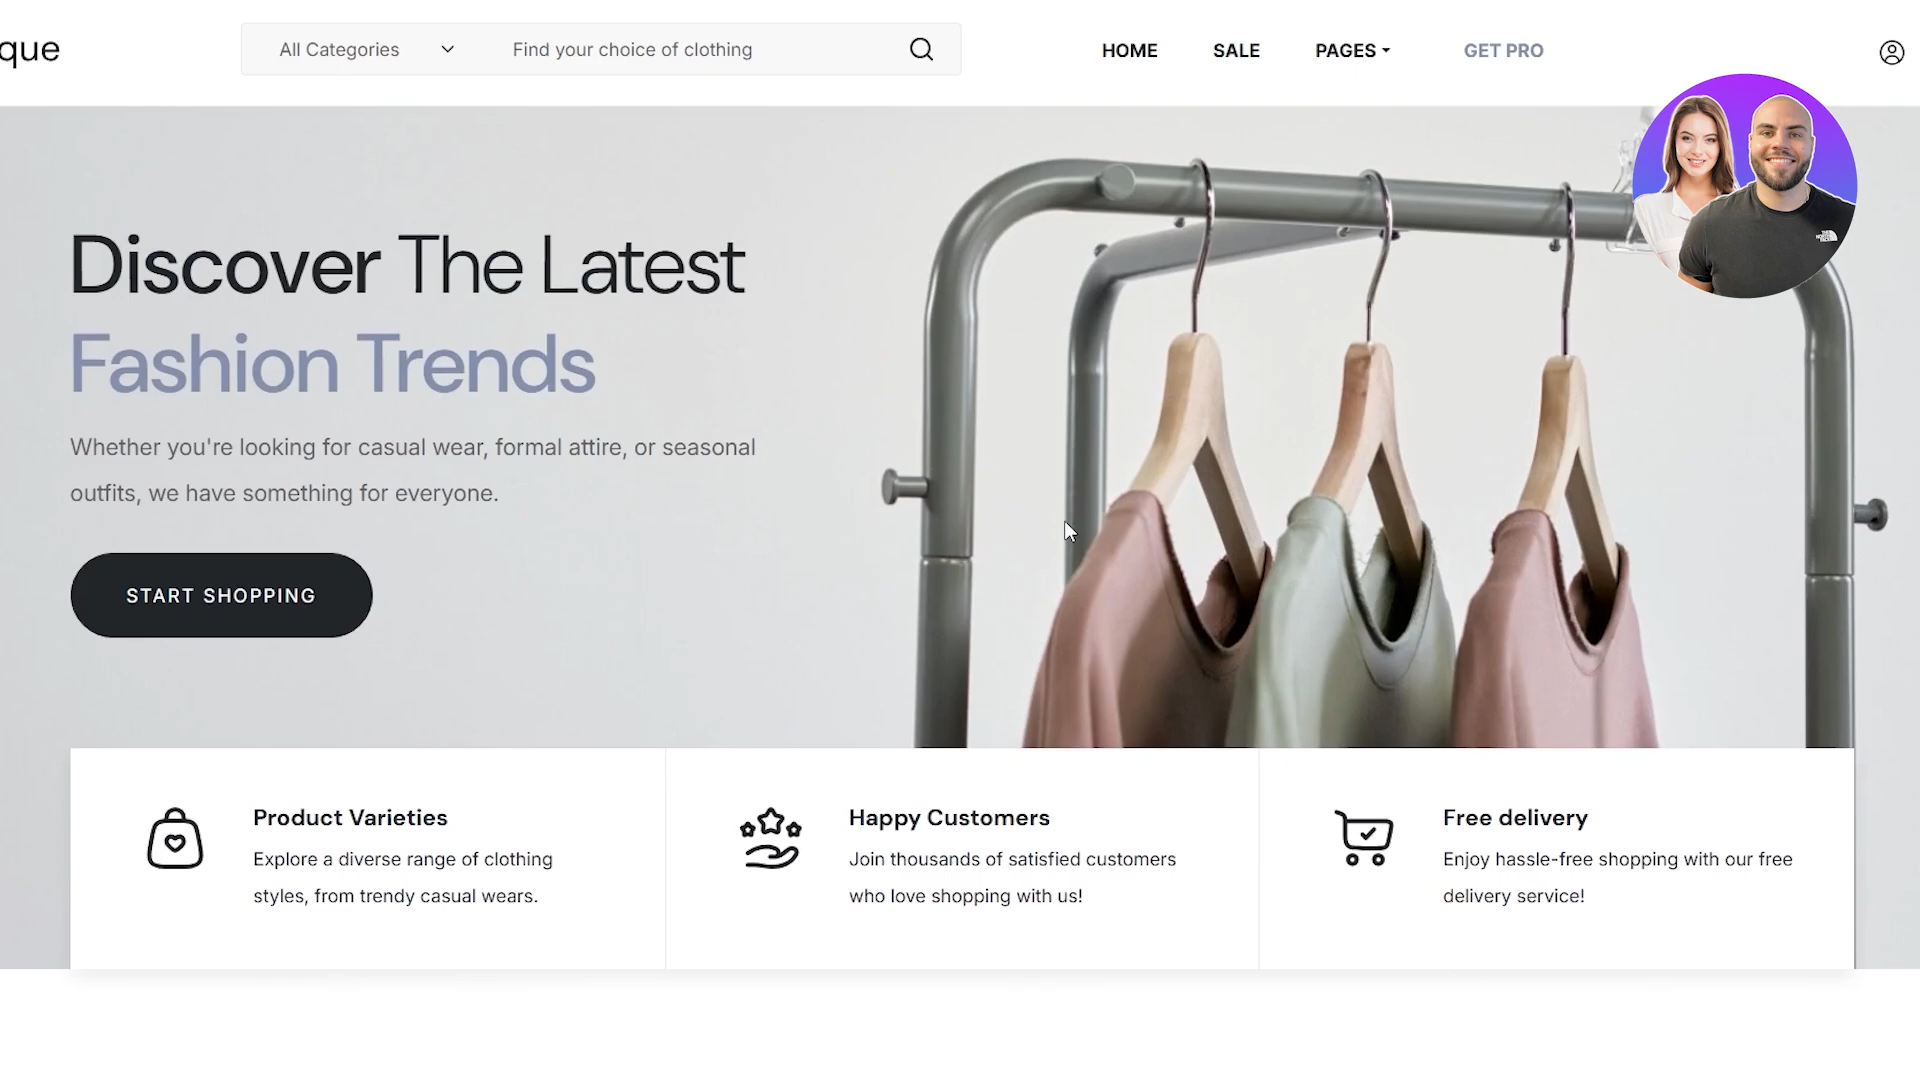 que
All Categories
Find your choice of clothing
HOME
SALE
PAGES
GET PRO
Discover The Latest
Fashion Trends
Whether you're looking for casual wear, formal attire, or seasonal
outfits, we have something for everyone.
START SHOPPING
Product Varieties
Explore a diverse range of clothing
styles, from trendy casual wears.
Happy Customers
Join thousands of satisfied customers
who love shopping with us!
Free delivery
Enjoy hassle-free shopping with our free
delivery service!